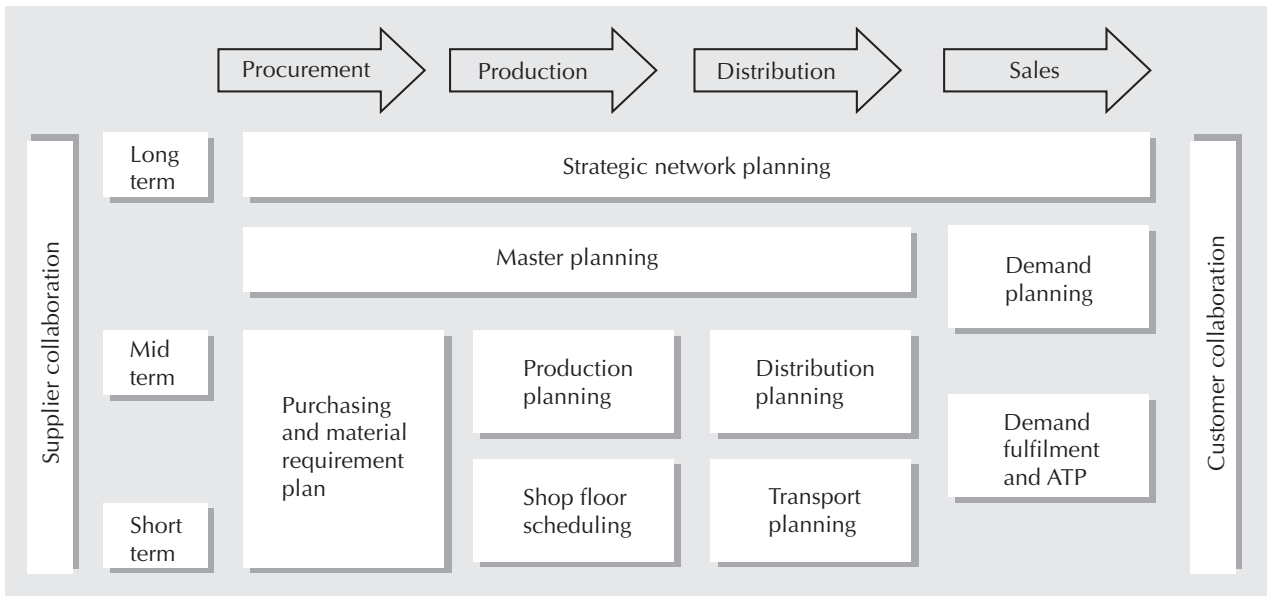 Procurement
Production
Distribution
Sales
Supplier collaboration
Long
term
Strategic network planning
Master planning
Demand
planning
Customer collaboration
Mid
term
Purchasing
and material
requirement
plan
Production
planning
Distribution
planning
Demand
fulfilment
and ATP
Short
term
Shop floor
scheduling
Transport
planning